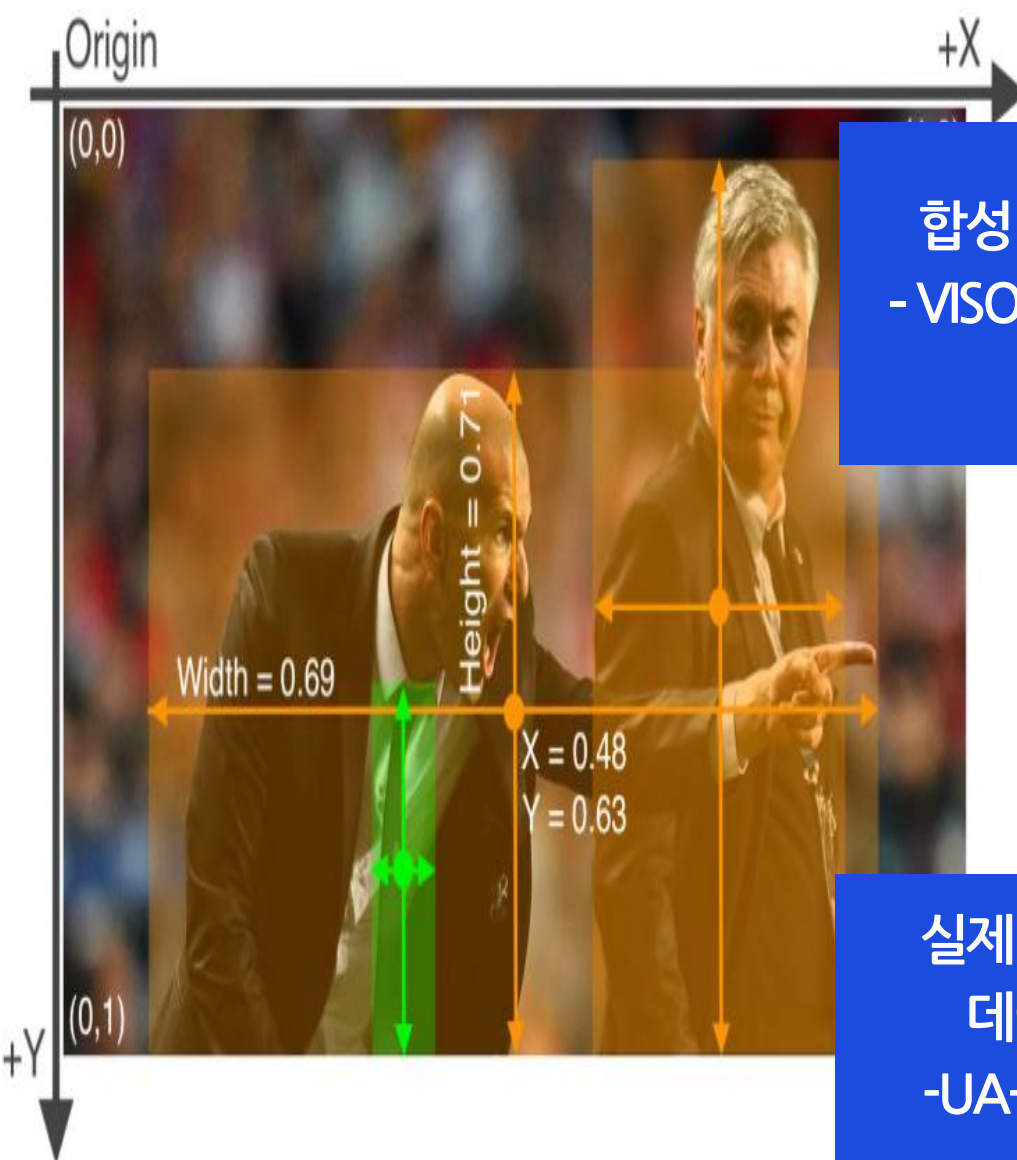 Origin
+X
(0,0)
합성
- VISO
Height = 0.71
Width = 0.69
X = 0.48
Y = 0.63
실제
데
-UA-
(0,1)
+Y